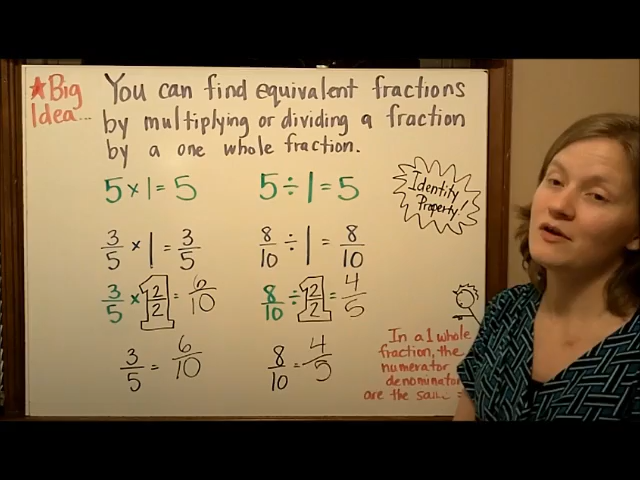 ★Big Idea...
You can find equivalent fractions
by multiplying or dividing a fraction
by a one whole fraction.
5 × 1 = 5
5 ÷ 1 = 5
Identity
Property!
3/5 × 1 = 3/5
8/10 ÷ 1 = 8/10
3/5 × 2/2 = 6/10
8/10 ÷ 2/2 = 4/5
3/5 = 6/10
8/10 = 4/5
In a 1 whole
fraction, the
numerator
denominator
are the same